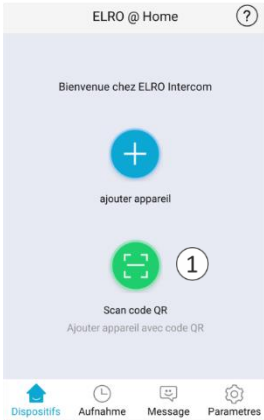 ELRO @ Home
?
Bienvenue chez ELRO Intercom
ajouter appareil
1
Scan code QR
Ajouter appareil avec code QR
Dispositifs Aufnahme Message Parametres